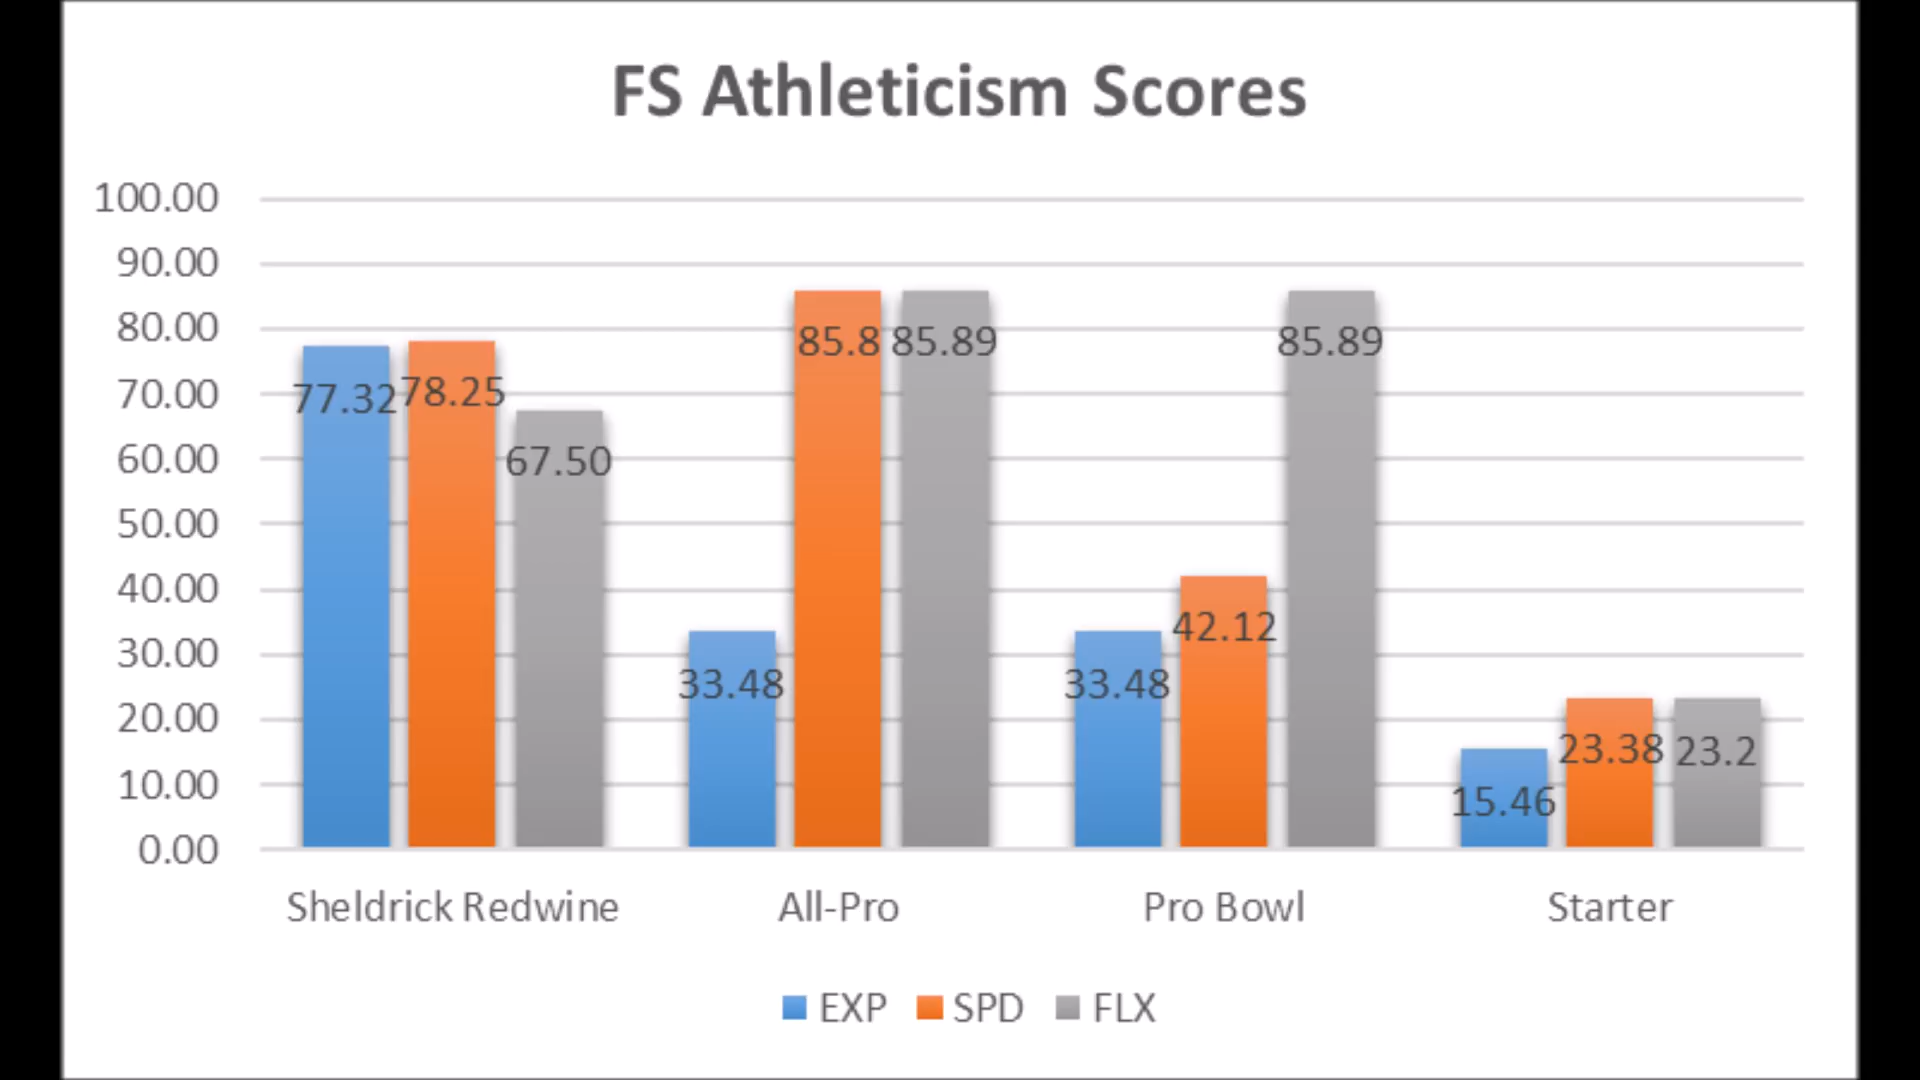 FS Athleticism Scores
100.00
90.00
80.00
70.00
60.00
50.00
40.00
30.00
20.00
10.00
0.00
77.32 78.25 67.50
33.48 85.8 85.89
33.48 42.12 85.89
15.46 23.38 23.2
Sheldrick Redwine All-Pro Pro Bowl Starter
EXP SPD FLX